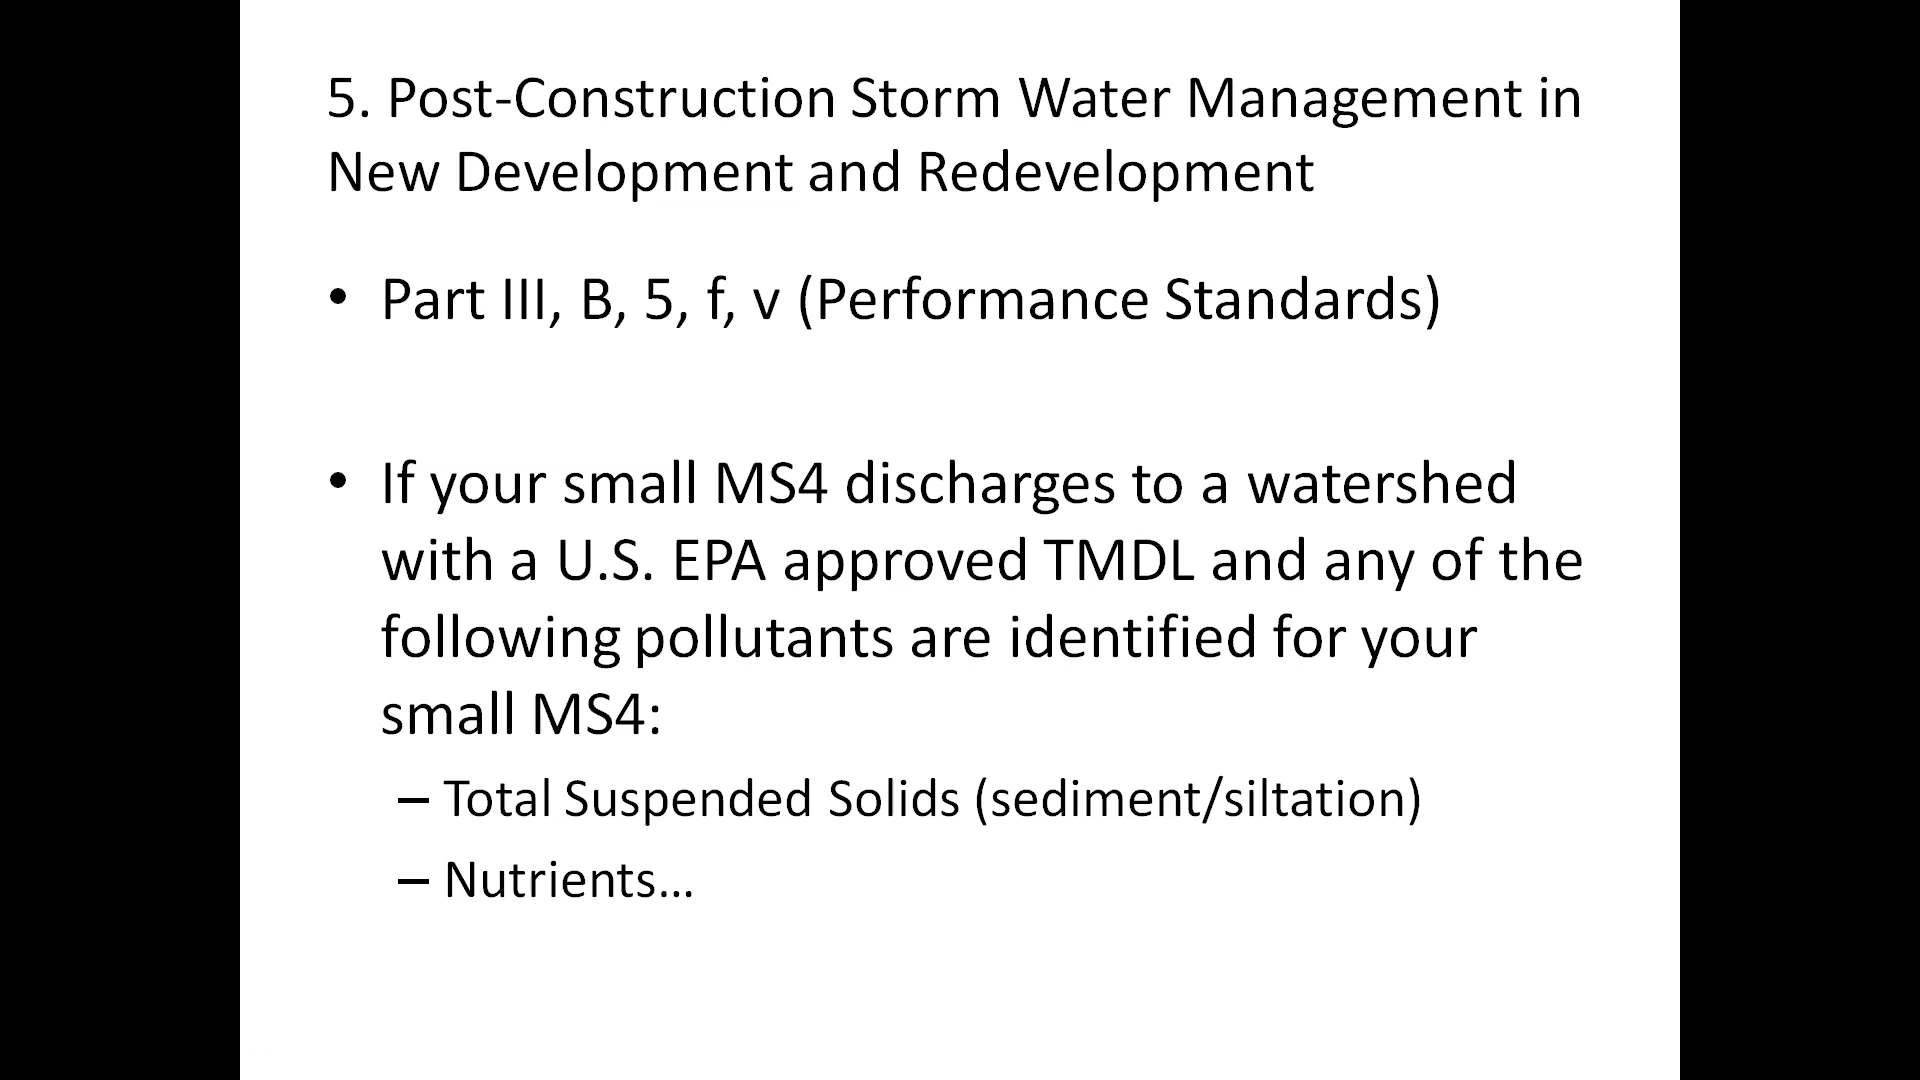 5. Post-Construction Storm Water Management in
New Development and Redevelopment
• Part III, B, 5, f, v (Performance Standards)
• If your small MS4 discharges to a watershed
with a U.S. EPA approved TMDL and any of the
following pollutants are identified for your
small MS4:
– Total Suspended Solids (sediment/siltation)
– Nutrients…